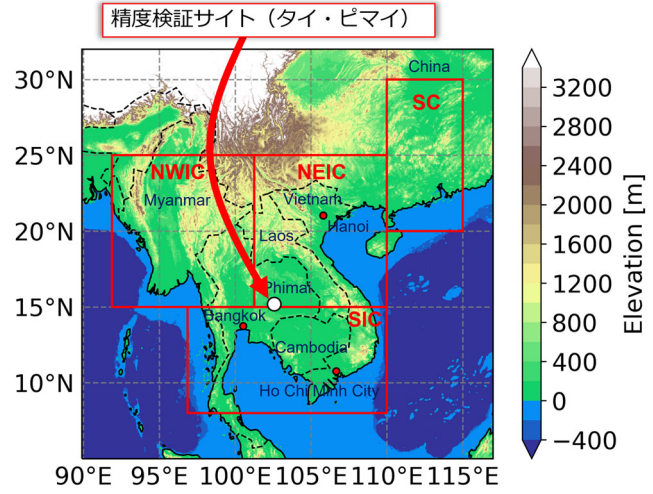 精度検証サイト（タイ・ピマイ）
30°N
25°N
20°N
15°N
10°N
90°E
95°E
100°E
105°E
110°E
115°E
China
SC
NWIC
NEIC
Myanmar
Vietnam
Hanoi
Laos
Phimai
Bangkok
SIC
Cambodia
Ho Chi Minh City
3200
2800
2400
2000
1600
1200
800
400
0
−400
Elevation [m]